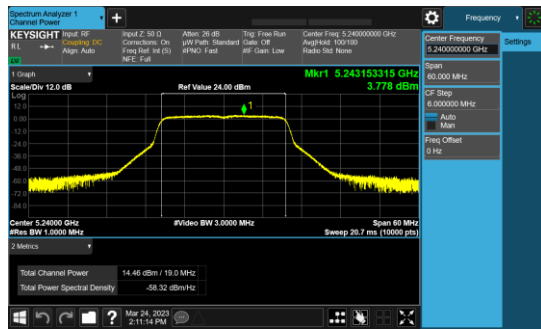 Spectrum Analyzer 1
Channel Power
+
Frequency
KEYSIGHT
RL
Input: RF
Coupling: DC
Align: Auto
Input Z: 50 Ω
Corrections: On
Freq Ref: Int (S)
NFE: Full
Atten: 26 dB
µW Path: Standard
#PNO: Fast
Trig: Free Run
Gate: Off
#IF Gain: Low
Center Freq: 5.240000000 GHz
Avg|Hold: 100/100
Radio Std: None
Center Frequency
5.240000000 GHz
Settings
Span
60.000 MHz
CF Step
6.000000 MHz
Auto
Man
Freq Offset
0 Hz
1 Graph
Scale/Div 12.0 dB
Ref Value 24.00 dBm
Mkr1 5.243153315 GHz
3.778 dBm
Log
12.0
0.00
-12.0
-24.0
-36.0
-48.0
-60.0
-72.0
-84.0
1
Center 5.24000 GHz
#Res BW 1.0000 MHz
#Video BW 3.0000 MHz
Span 60 MHz
Sweep 20.7 ms (10000 pts)
2 Metrics
Total Channel Power 14.46 dBm / 19.0 MHz
Total Power Spectral Density -58.32 dBm/Hz
?
Mar 24, 2023
2:11:14 PM